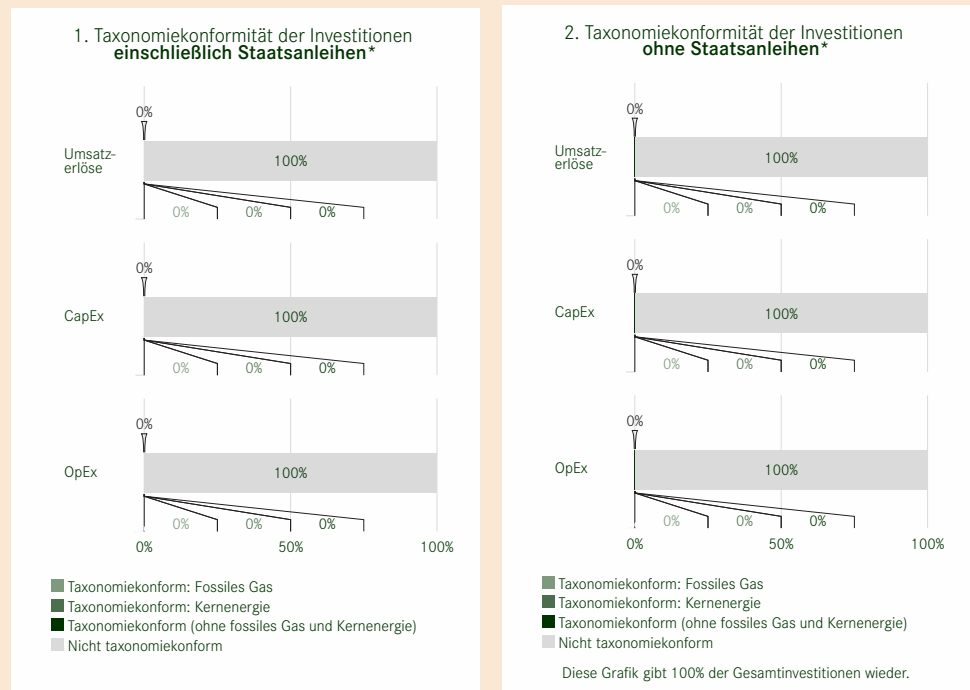 1. Taxonomiekonformität der Investitionen
einschließlich Staatsanleihen*
0%
Umsatz-
erlöse
100%
0% 0% 0%
0%
CapEx
100%
0% 0% 0%
0%
OpEx
100%
0% 0% 0%
0% 50% 100%
Taxonomiekonform: Fossiles Gas
Taxonomiekonform: Kernenergie
Taxonomiekonform (ohne fossiles Gas und Kernenergie)
Nicht taxonomiekonform
2. Taxonomiekonformität der Investitionen
ohne Staatsanleihen*
0%
Umsatz-
erlöse
100%
0% 0% 0%
0%
CapEx
100%
0% 0% 0%
0%
OpEx
100%
0% 0% 0%
0% 50% 100%
Taxonomiekonform: Fossiles Gas
Taxonomiekonform: Kernenergie
Taxonomiekonform (ohne fossiles Gas und Kernenergie)
Nicht taxonomiekonform
Diese Grafik gibt 100% der Gesamtinvestitionen wieder.